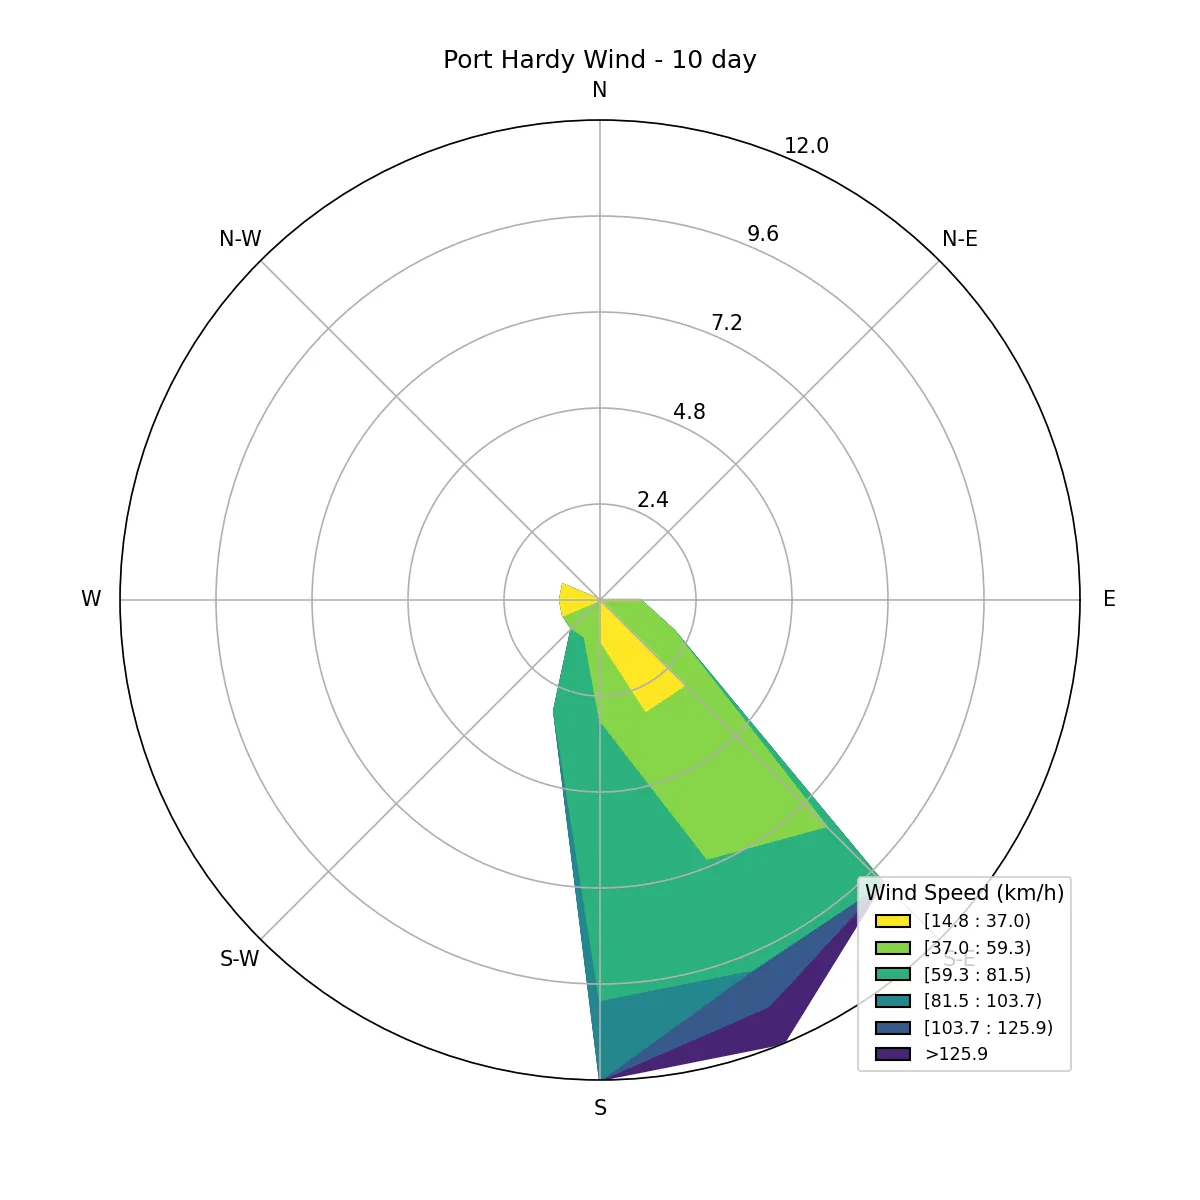 Port Hardy Wind - 10 day
N
12.0
9.6
N-W
N-E
7.2
4.8
2.4
W
E
Wind Speed (km/h)
[14.8 : 37.0)
[37.0 : 59.3)
S-W
S-E
[59.3 : 81.5)
[81.5 : 103.7)
[103.7 : 125.9)
>125.9
S